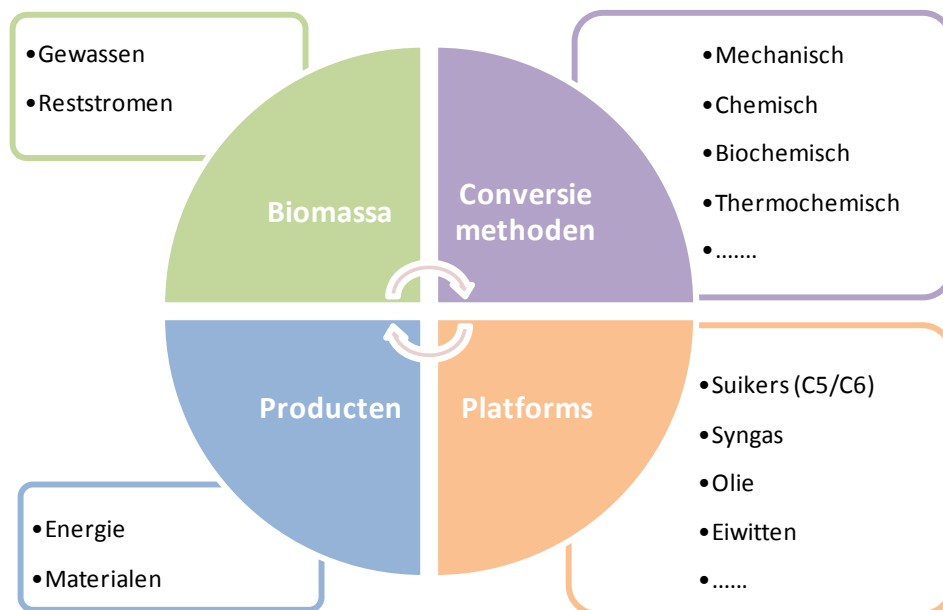 •Gewassen
•Reststromen
Biomassa
Conversie
methoden
•Mechanisch
•Chemisch
•Biochemisch
•Thermochemisch
•.......
Producten
•Energie
•Materialen
Platforms
•Suikers (C5/C6)
•Syngas
•Olie
•Eiwitten
•......